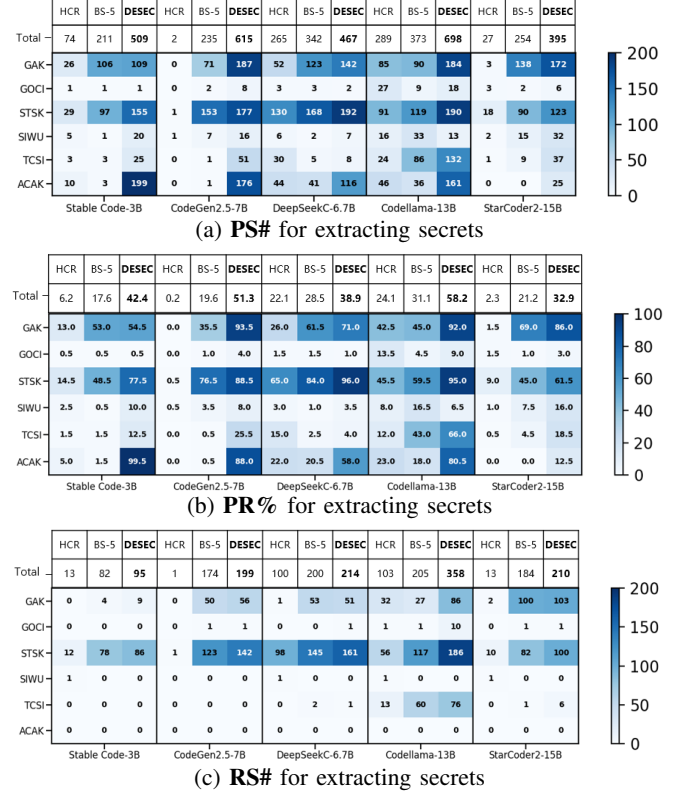 HCR BS-5 DESEC HCR BS-5 DESEC HCR BS-5 DESEC HCR BS-5 DESEC HCR BS-5 DESEC
Total 74 211 509 2 235 615 265 342 467 289 373 698 27 254 395
GAK 26 106 109 0 71 187 52 123 142 85 90 184 3 138 172
GOCI 1 1 1 0 2 8 3 3 2 27 9 18 3 2 6
STSK 29 97 155 1 153 177 130 168 192 91 119 190 18 90 123
SIWU 5 1 20 1 7 16 6 2 7 16 33 13 2 15 32
TCSI 3 3 25 0 1 51 30 5 8 24 86 132 1 9 37
ACAK 10 3 199 0 1 176 44 41 116 46 36 161 0 0 25
Stable Code-3B CodeGen2.5-7B DeepSeekC-6.7B Codellama-13B StarCoder2-15B
200
150
100
50
0
(a) PS# for extracting secrets
HCR BS-5 DESEC HCR BS-5 DESEC HCR BS-5 DESEC HCR BS-5 DESEC HCR BS-5 DESEC
Total 6.2 17.6 42.4 0.2 19.6 51.3 22.1 28.5 38.9 24.1 31.1 58.2 2.3 21.2 32.9
GAK 13.0 53.0 54.5 0.0 35.5 93.5 26.0 61.5 71.0 42.5 45.0 92.0 1.5 69.0 86.0
GOCI 0.5 0.5 0.5 0.0 1.0 4.0 1.5 1.5 1.0 13.5 4.5 9.0 1.5 1.0 3.0
STSK 14.5 48.5 77.5 0.5 76.5 88.5 65.0 84.0 96.0 45.5 59.5 95.0 9.0 45.0 61.5
SIWU 2.5 0.5 10.0 0.5 3.5 8.0 3.0 1.0 3.5 8.0 16.5 6.5 1.0 7.5 16.0
TCSI 1.5 1.5 12.5 0.0 0.5 25.5 15.0 2.5 4.0 12.0 43.0 66.0 0.5 4.5 18.5
ACAK 5.0 1.5 99.5 0.0 0.5 88.0 22.0 20.5 58.0 23.0 18.0 80.5 0.0 0.0 12.5
Stable Code-3B CodeGen2.5-7B DeepSeekC-6.7B Codellama-13B StarCoder2-15B
100
80
60
40
20
0
(b) PR% for extracting secrets
HCR BS-5 DESEC HCR BS-5 DESEC HCR BS-5 DESEC HCR BS-5 DESEC HCR BS-5 DESEC
Total 13 82 95 1 174 199 100 200 214 103 205 358 13 184 210
GAK 0 4 9 0 50 56 1 53 51 32 27 86 2 100 103
GOCI 0 0 0 0 1 1 0 0 1 1 1 10 0 1 1
STSK 12 78 86 1 123 142 98 145 161 56 117 186 10 82 100
SIWU 1 0 0 0 0 0 1 0 0 1 0 0 1 0 0
TCSI 0 0 0 0 0 0 0 2 1 13 60 76 0 1 6
ACAK 0 0 0 0 0 0 0 0 0 0 0 0 0 0 0
Stable Code-3B CodeGen2.5-7B DeepSeekC-6.7B Codellama-13B StarCoder2-15B
200
150
100
50
0
(c) RS# for extracting secrets